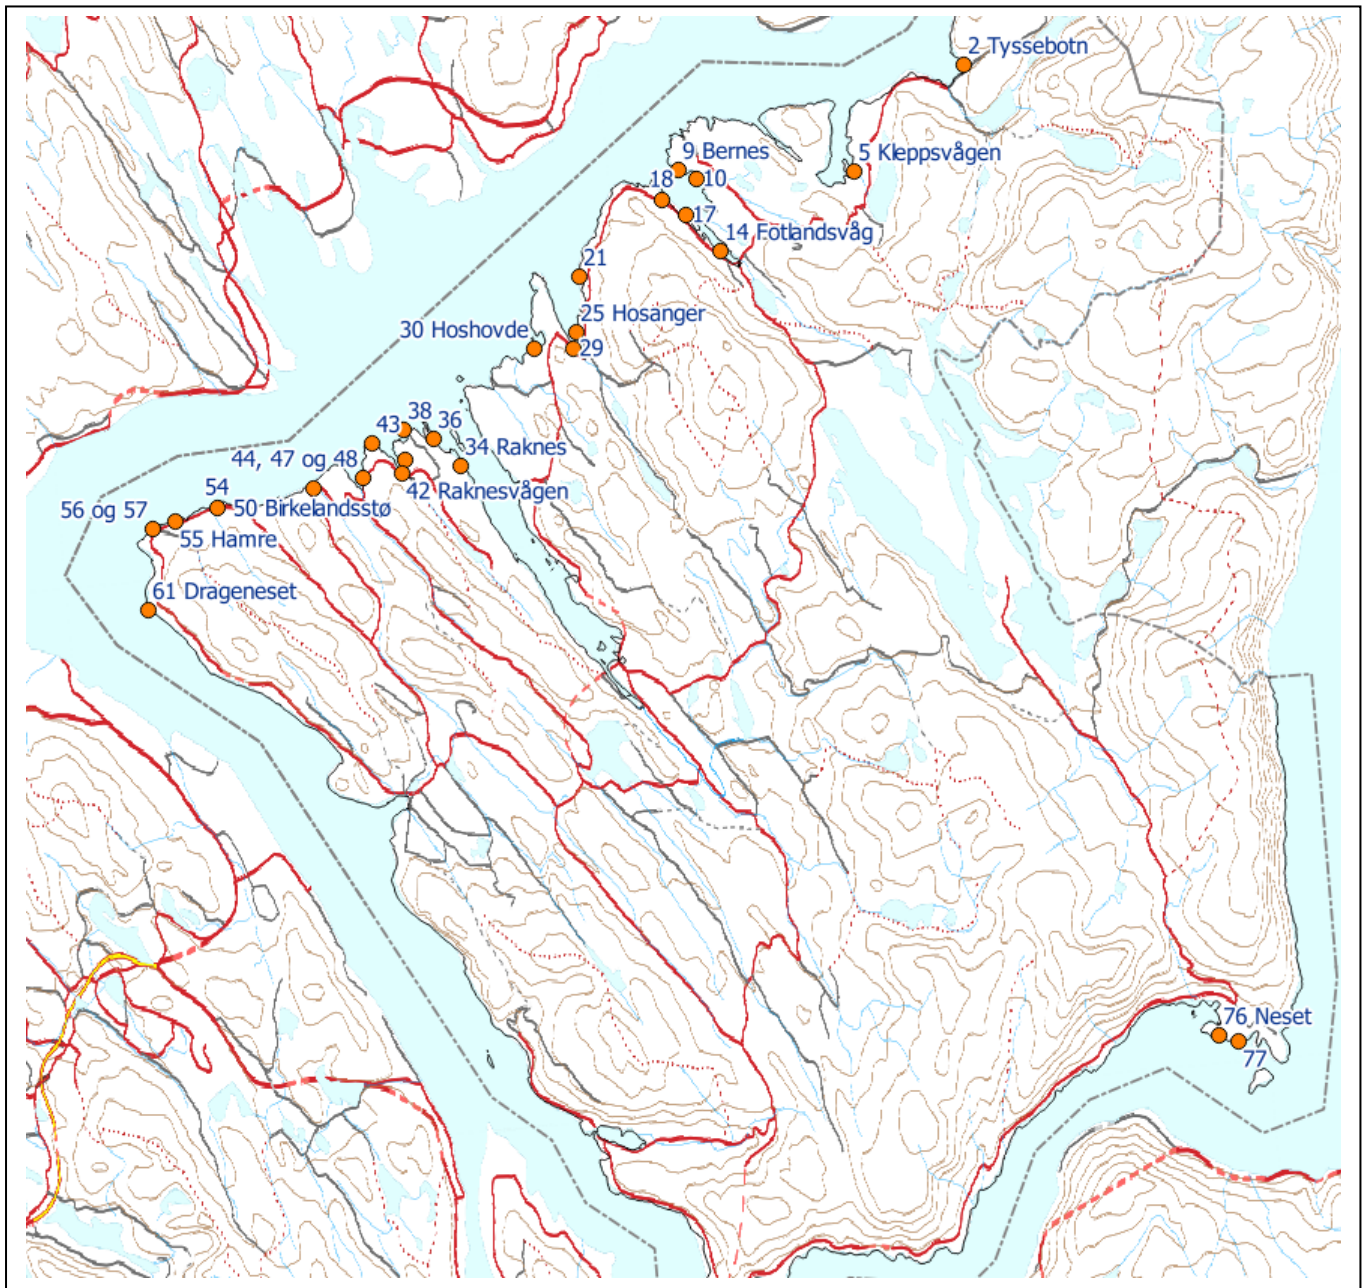 2 Tyssebotn
9 Bernes
5 Kleppsvågen
18
10
17
14 Fotlandsvåg
21
25 Hosanger
30 Hoshovde
29
38
43
36
34 Raknes
44, 47 og 48
42 Raknesvågen
54
50 Birkelandsstø
56 og 57
55 Hamre
61 Drageneset
76 Neset
77